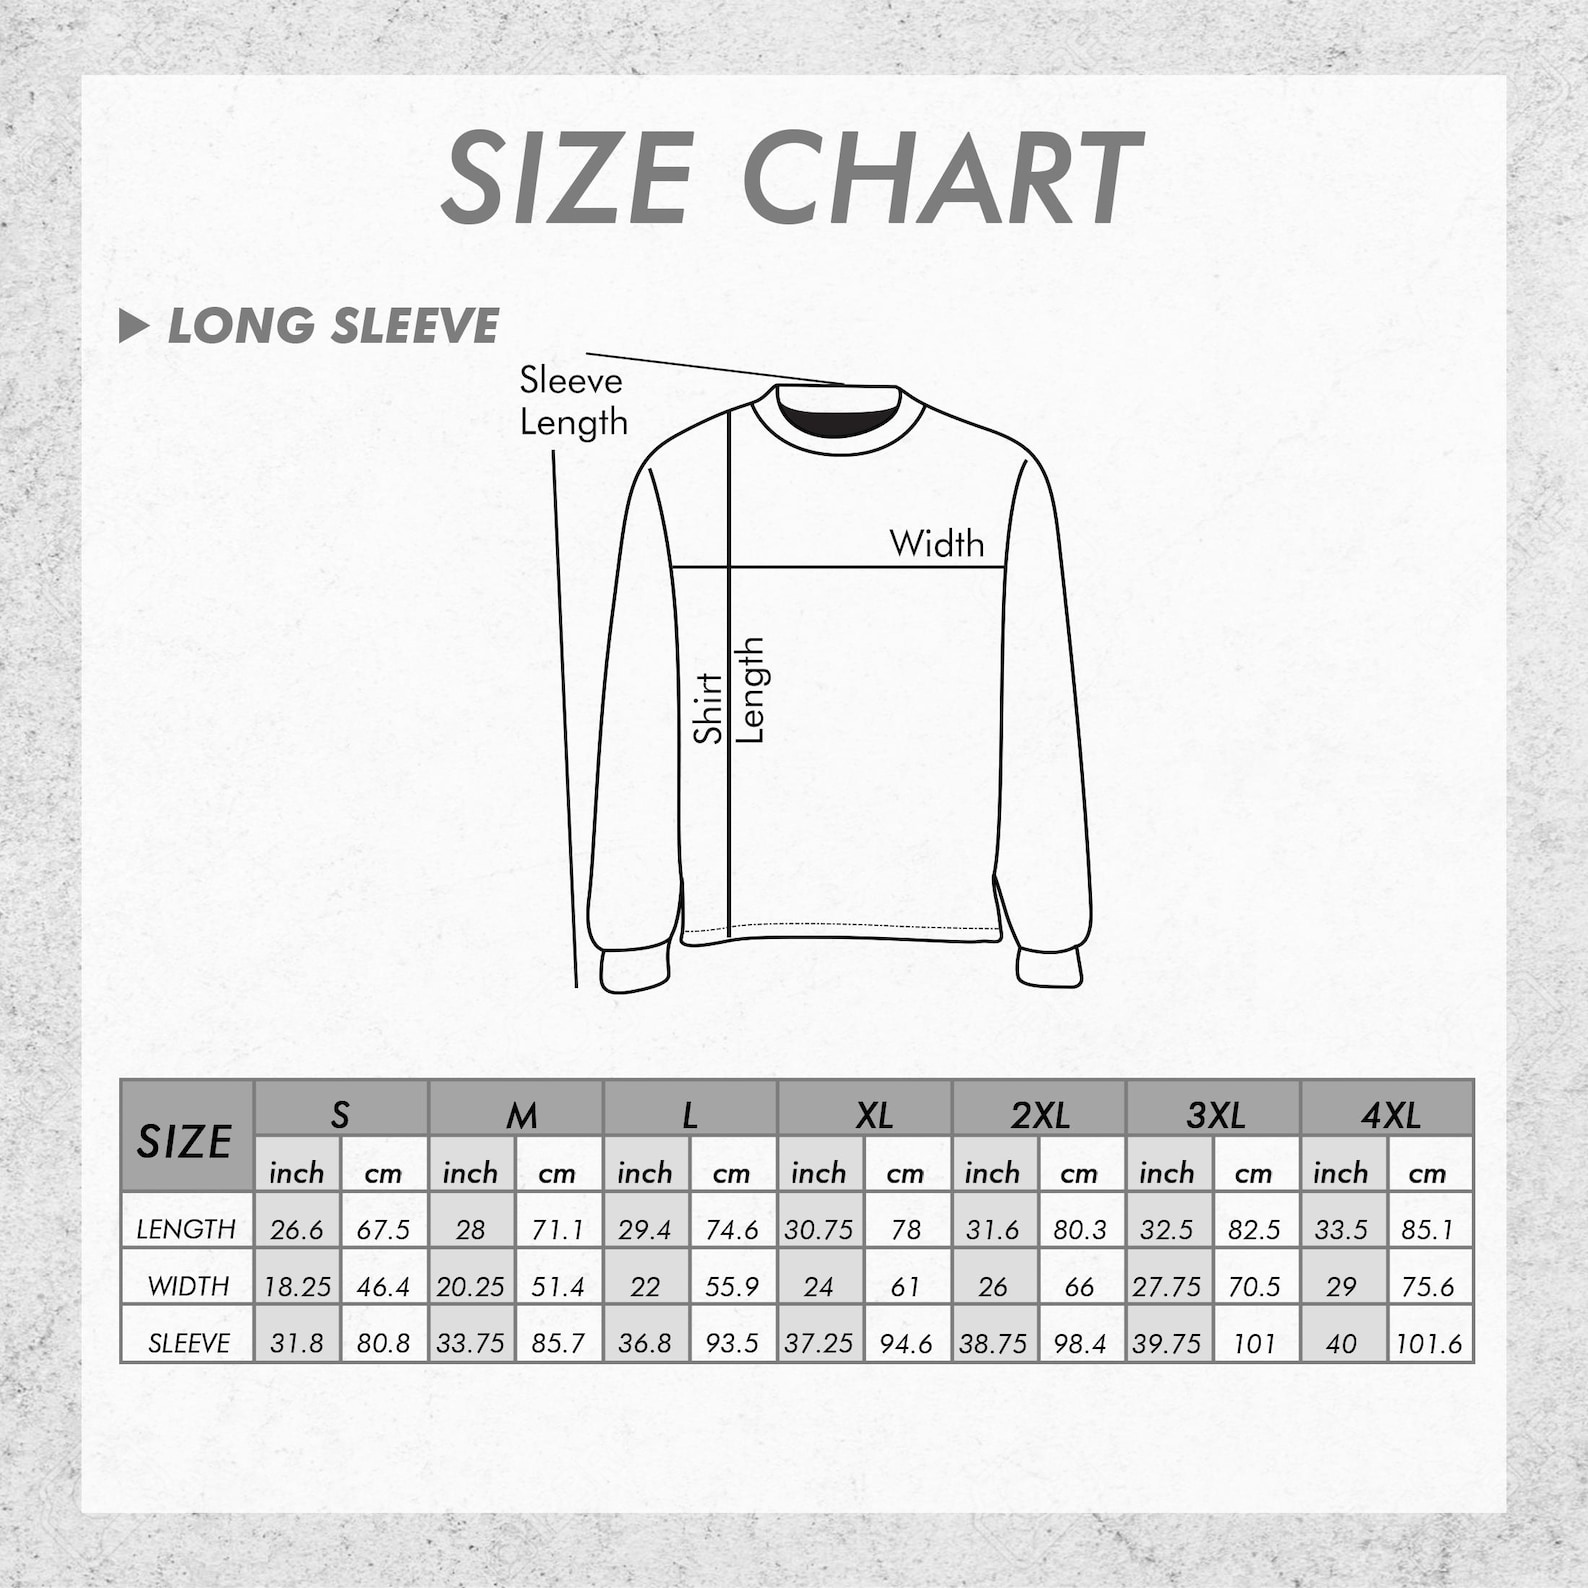 SIZE CHART
LONG SLEEVE
Sleeve
Length
Width
Shirt
Length
SIZE S M L XL 2XL 3XL 4XL
inch cm inch cm inch cm inch cm inch cm inch cm inch cm
LENGTH 26.6 67.5 28 71.1 29.4 74.6 30.75 78 31.6 80.3 32.5 82.5 33.5 85.1
WIDTH 18.25 46.4 20.25 51.4 22 55.9 24 61 26 66 27.75 70.5 29 75.6
SLEEVE 31.8 80.8 33.75 85.7 36.8 93.5 37.25 94.6 38.75 98.4 39.75 101 40 101.6